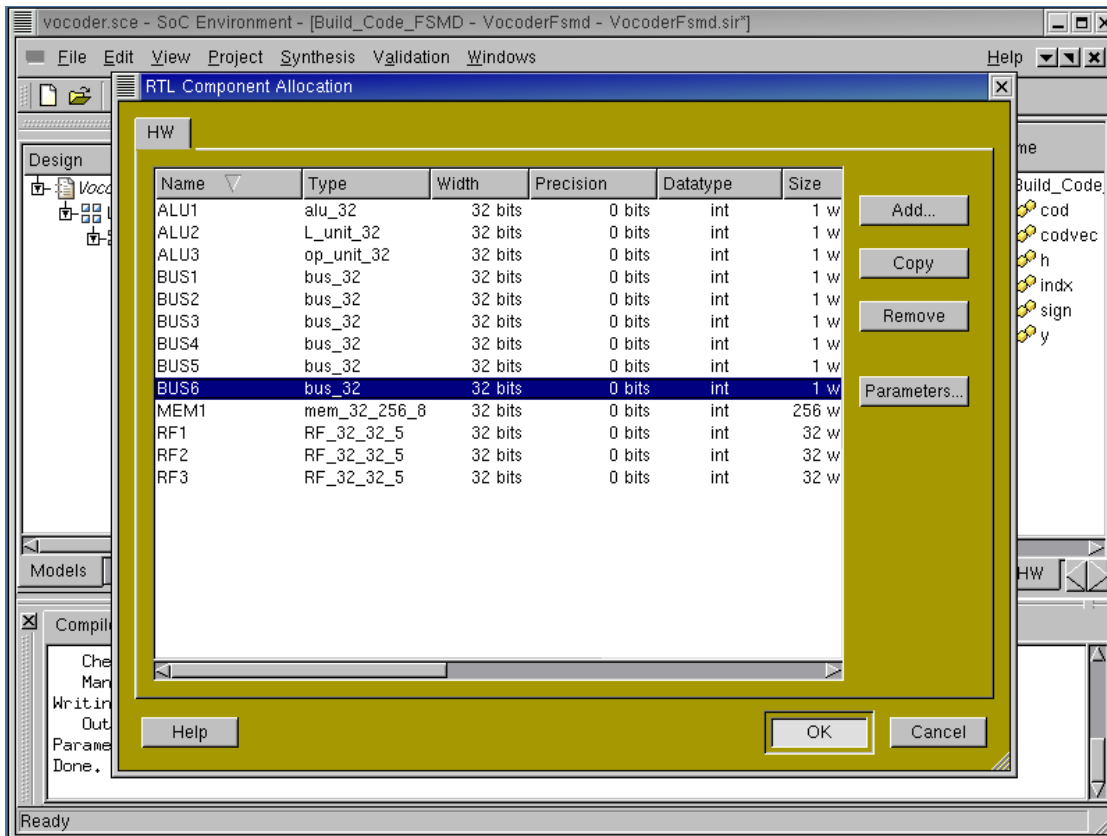 vocoder.sce - SoC Environment - [Build_Code_FSMD - VocoderFsmd - VocoderFsmd.sir*]
File Edit View Project Synthesis Validation Windows Help
RTL Component Allocation
HW
Design
Name Type Width Precision Datatype Size
ALU1 alu_32 32 bits 0 bits int 1 w
ALU2 L_unit_32 32 bits 0 bits int 1 w
ALU3 op_unit_32 32 bits 0 bits int 1 w
BUS1 bus_32 32 bits 0 bits int 1 w
BUS2 bus_32 32 bits 0 bits int 1 w
BUS3 bus_32 32 bits 0 bits int 1 w
BUS4 bus_32 32 bits 0 bits int 1 w
BUS5 bus_32 32 bits 0 bits int 1 w
BUS6 bus_32 32 bits 0 bits int 1 w
MEM1 mem_32_256_8 32 bits 0 bits int 256 w
RF1 RF_32_32_5 32 bits 0 bits int 32 w
RF2 RF_32_32_5 32 bits 0 bits int 32 w
RF3 RF_32_32_5 32 bits 0 bits int 32 w
Add...
Copy
Remove
Parameters...
Help OK Cancel
Voco
me
Build_Code_
cod
codvec
h
indx
sign
y
Models
HW
Compil
Che
Man
Writin
Out
Parame
Done.
Ready